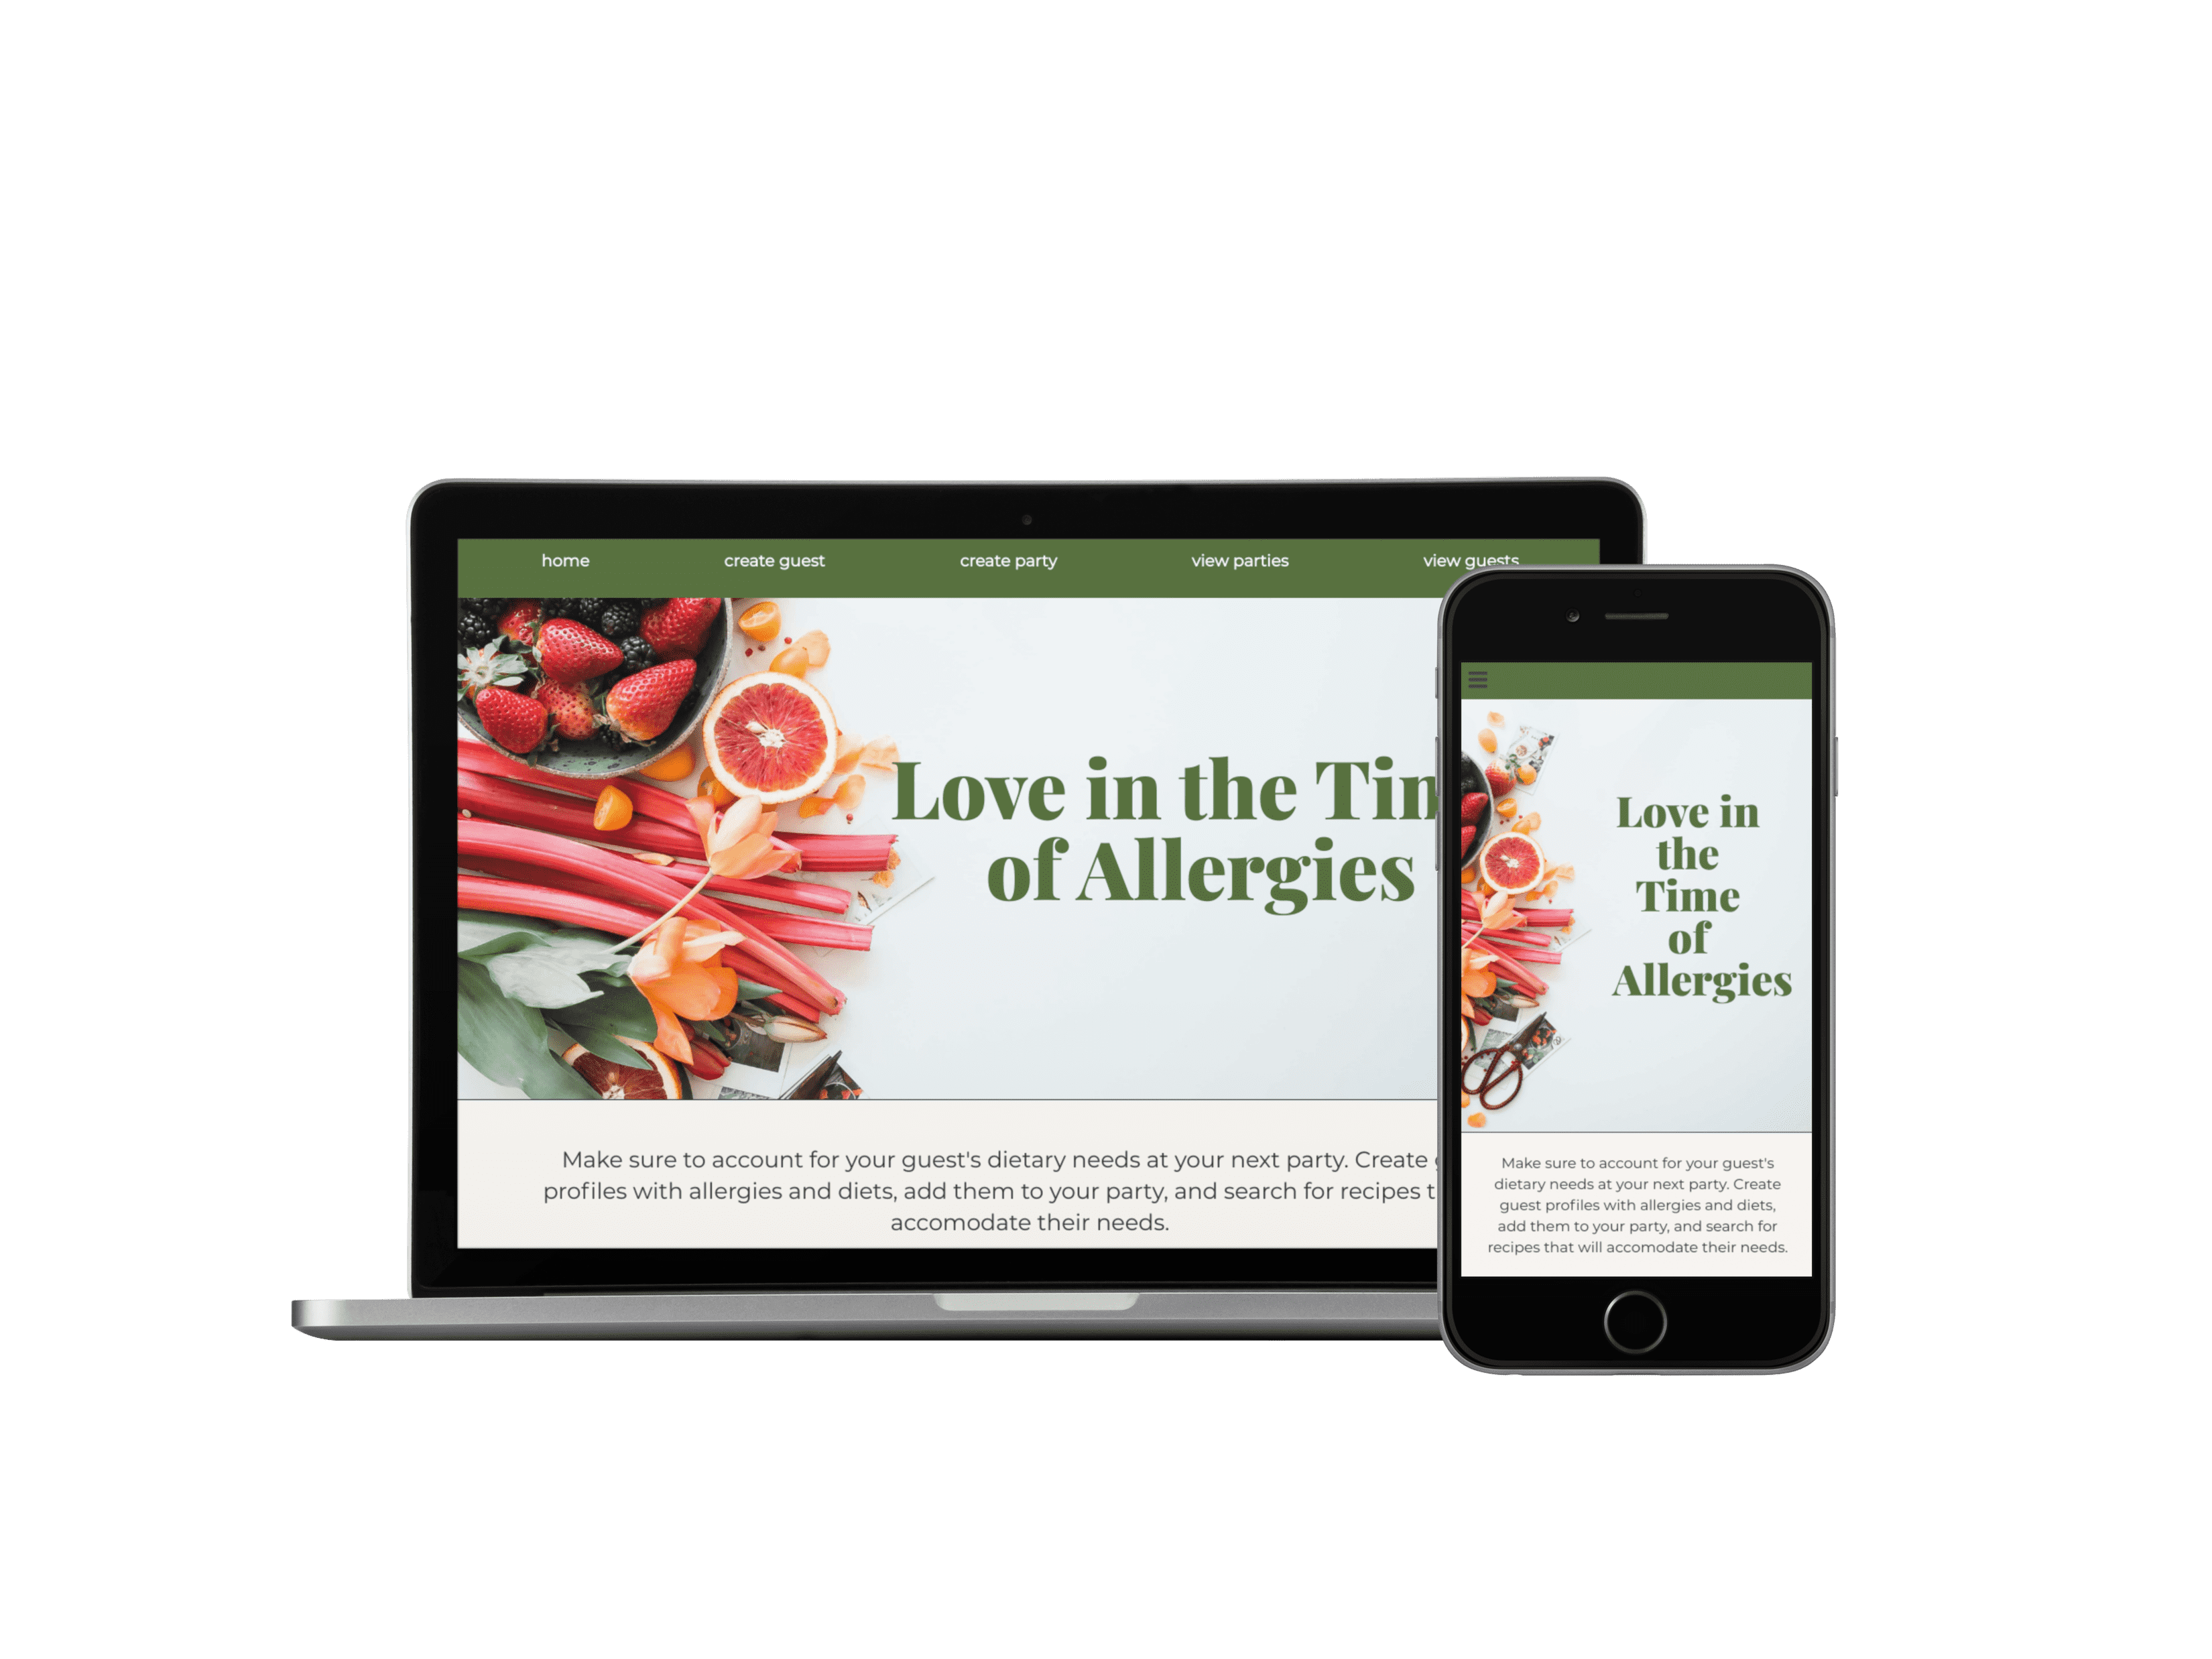 home create guest create party view parties view guests
Love in the Tin
of Allergies
Make sure to account for your guest's dietary needs at your next party. Create
profiles with allergies and diets, add them to your party, and search for recipes t
accomodate their needs.
Love in
the
Time
of
Allergies
Make sure to account for your guest's
dietary needs at your next party. Create
guest profiles with allergies and diets,
add them to your party, and search for
recipes that will accomodate their needs.